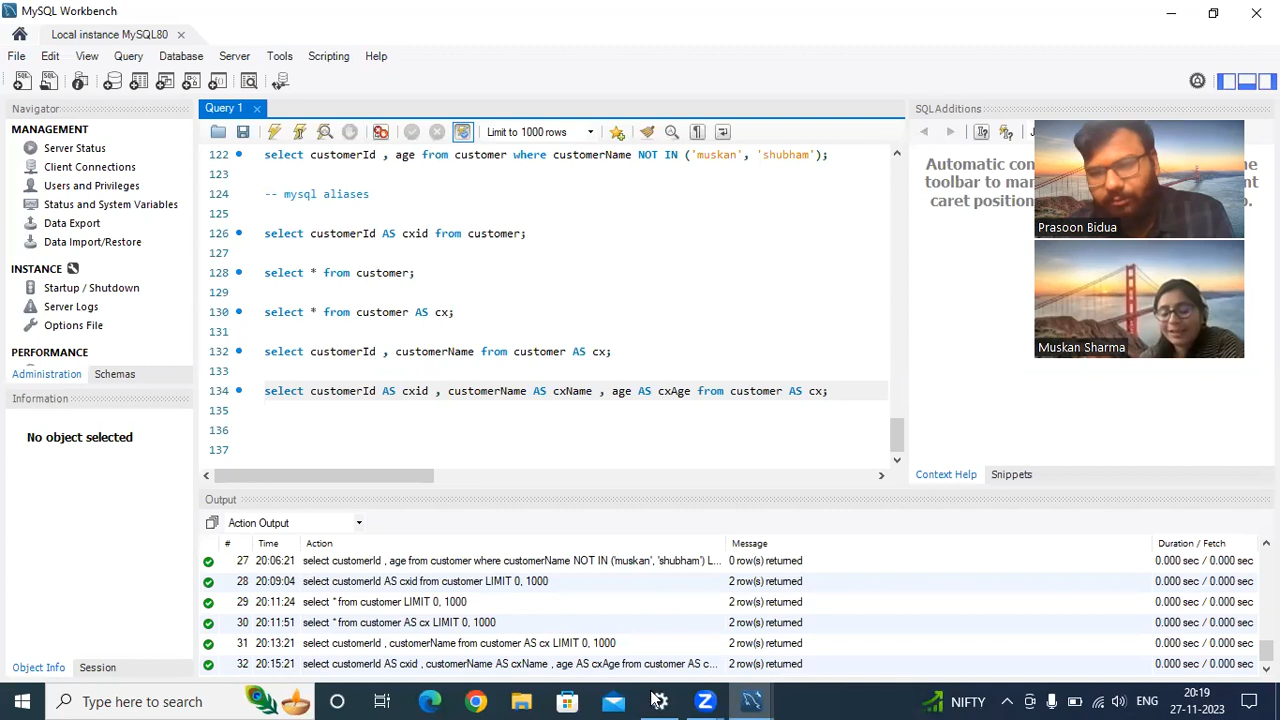 MySQL Workbench
Local instance MySQL80
File Edit View Query Database Server Tools Scripting Help
Navigator
MANAGEMENT
Server Status
Client Connections
Users and Privileges
Status and System Variables
Data Export
Data Import/Restore
INSTANCE
Startup / Shutdown
Server Logs
Options File
PERFORMANCE
Administration Schemas
Information
No object selected
Object Info Session
Query 1
Limit to 1000 rows
122 select customerId , age from customer where customerName NOT IN ('muskan', 'shubham');
123
124 -- mysql aliases
125
126 select customerId AS cxid from customer;
127
128 select * from customer;
129
130 select * from customer AS cx;
131
132 select customerId , customerName from customer AS cx;
133
134 select customerId AS cxid , customerName AS cxName , age AS cxAge from customer AS cx;
135
136
137
SQLAdditions
Automatic con
toolbar to mar
caret position
Prasoon Bidua
Muskan Sharma
Context Help Snippets
Output
Action Output
# Time Action Message Duration / Fetch
27 20:06:21 select customerId , age from customer where customerName NOT IN ('muskan', 'shubham') L... 0 row(s) returned 0.000 sec / 0.000 sec
28 20:09:04 select customerId AS cxid from customer LIMIT 0, 1000 2 row(s) returned 0.000 sec / 0.000 sec
29 20:11:24 select * from customer LIMIT 0, 1000 2 row(s) returned 0.000 sec / 0.000 sec
30 20:11:51 select * from customer AS cx LIMIT 0, 1000 2 row(s) returned 0.000 sec / 0.000 sec
31 20:13:21 select customerId , customerName from customer AS cx LIMIT 0, 1000 2 row(s) returned 0.000 sec / 0.000 sec
32 20:15:21 select customerId AS cxid , customerName AS cxName , age AS cxAge from customer AS c... 2 row(s) returned 0.000 sec / 0.000 sec
Type here to search
NIFTY
ENG
20:19
27-11-2023